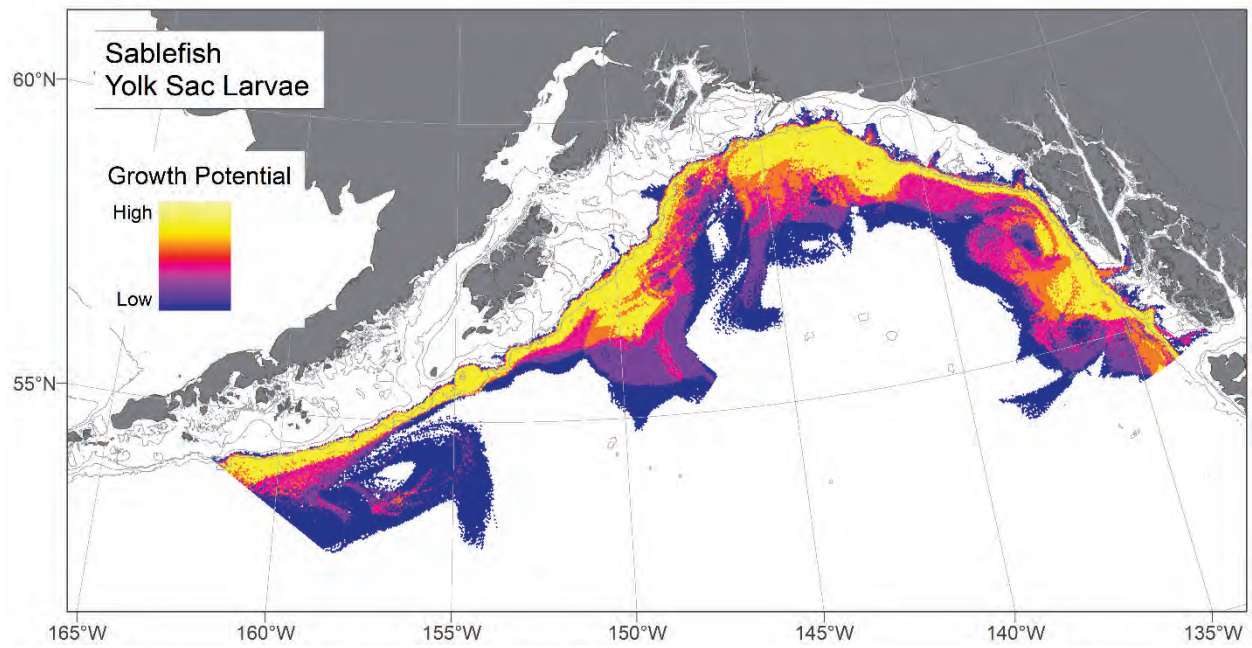 Sablefish
Yolk Sac Larvae
60°N
Growth Potential
High
Low
55°N
165°W
160°W
155°W
150°W
145°W
140°W
135°W